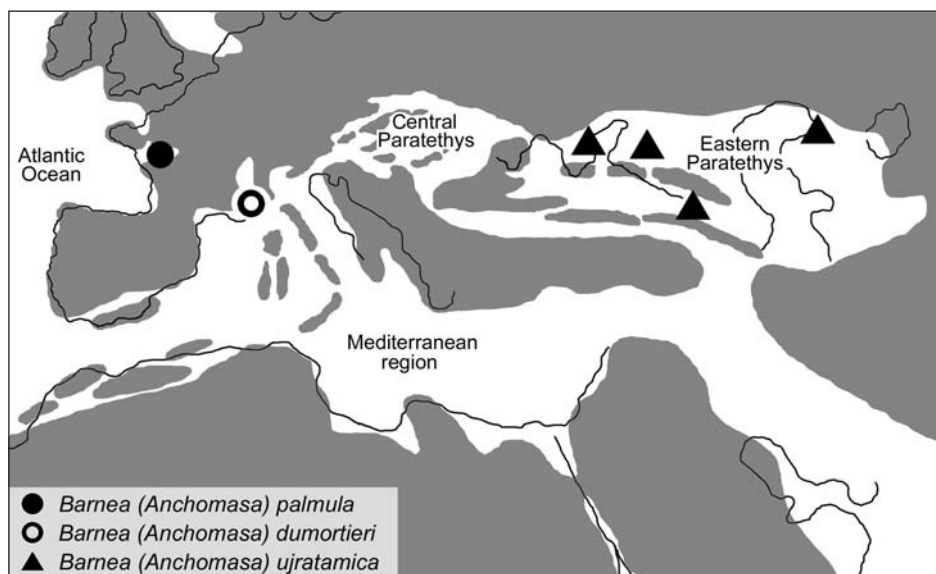 Central
Paratethys
Eastern
Paratethys
Atlantic
Ocean
Mediterranean
region
Barnea (Anchomasa) palmula
Barnea (Anchomasa) dumortieri
Barnea (Anchomasa) ujratamica